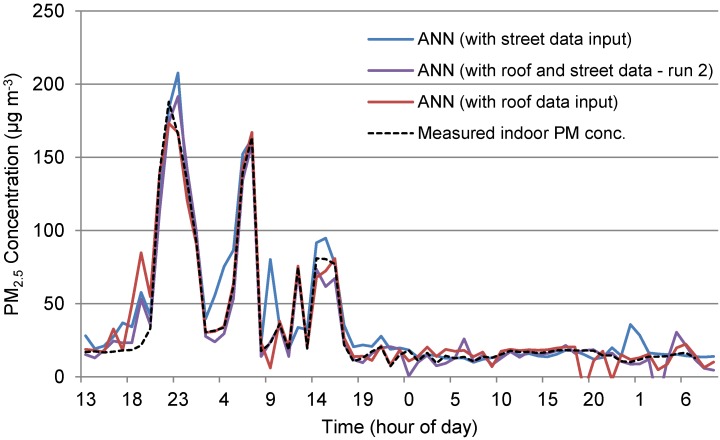 300
250
200
150
100
50
0
PM2.5 Concentration (µg m-3)
ANN (with street data input)
ANN (with roof and street data - run 2)
ANN (with roof data input)
Measured indoor PM conc.
13 18 23 4 9 14 19 0 5 10 15 20 1 6
Time (hour of day)